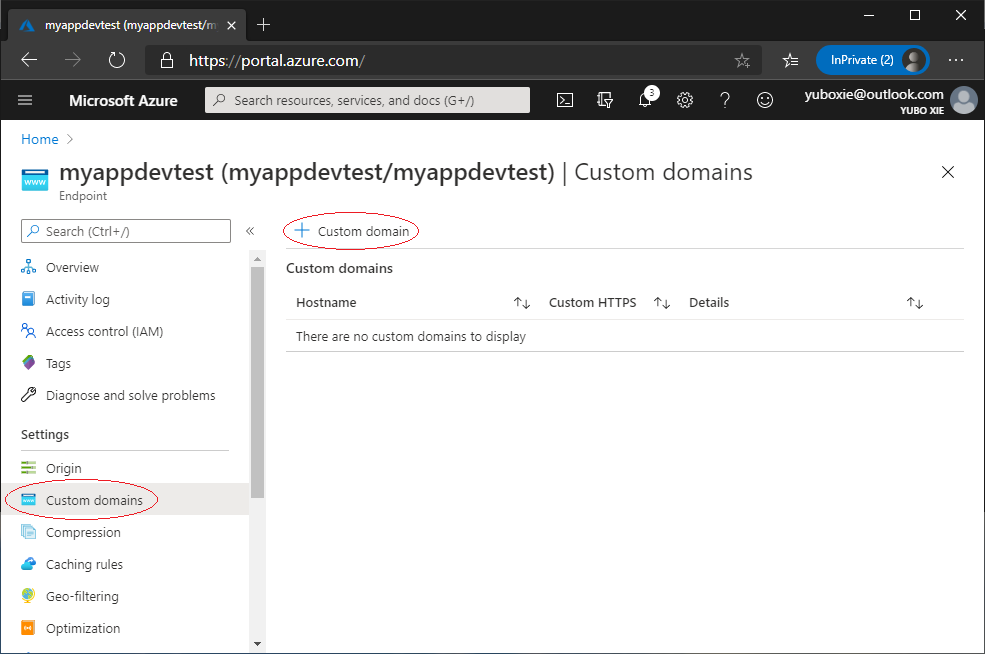 myappdevtest (myappdevtest/m
https://portal.azure.com/
InPrivate (2)
Microsoft Azure
Search resources, services, and docs (G+/)
3
yuboxie@outlook.com
YUBO XIE
Home
www
myappdevtest (myappdevtest/myappdevtest) | Custom domains
Endpoint
Search (Ctrl+/)
Custom domain
Overview
Activity log
Access control (IAM)
Tags
Diagnose and solve problems
Settings
Origin
Custom domains
Compression
Caching rules
Geo-filtering
Optimization
Custom domains
Hostname
Custom HTTPS
Details
There are no custom domains to display